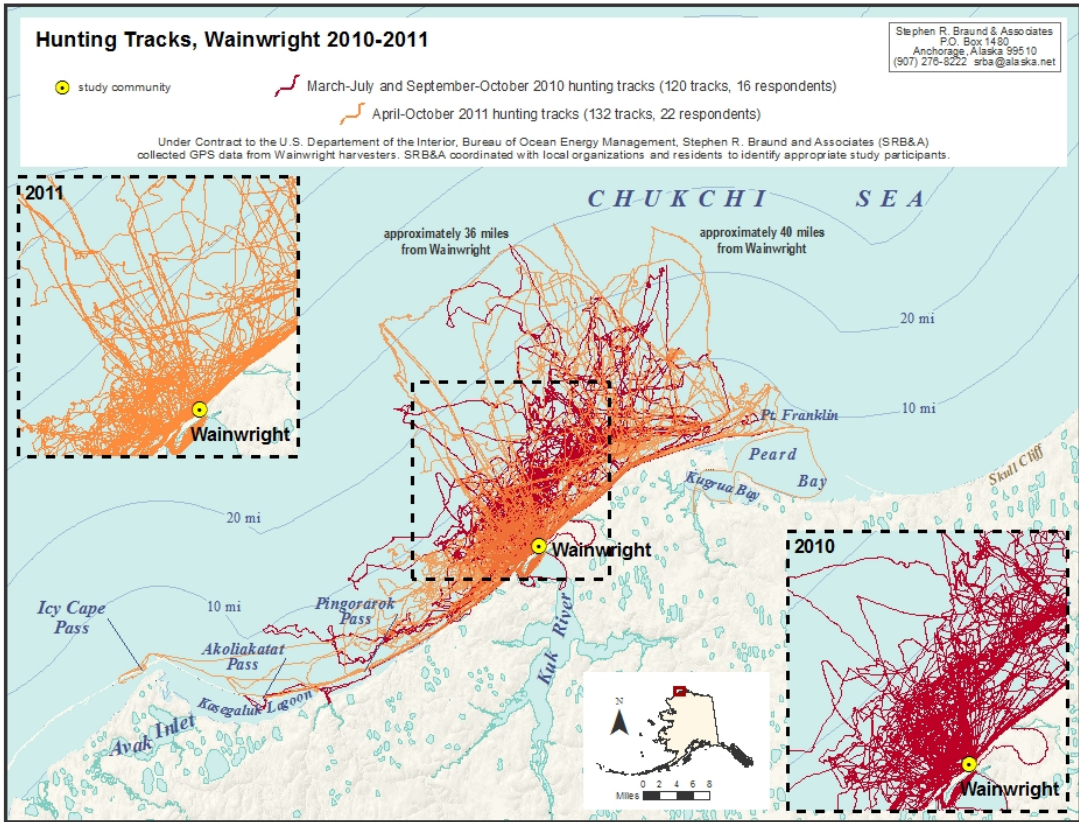 Hunting Tracks, Wainwright 2010-2011
Stephen R. Braund & Associates
P.O. Box 1480
Anchorage, Alaska 99510
(907) 276-8222 srba@alaska.net
study community
March-July and September-October 2010 hunting tracks (120 tracks, 16 respondents)
April-October 2011 hunting tracks (132 tracks, 22 respondents)
Under Contract to the U.S. Departement of the Interior, Bureau of Ocean Energy Management, Stephen R. Braund and Associates (SRB&A)
collected GPS data from Wainwright harvesters. SRB&A coordinated with local organizations and residents to identify appropriate study participants.
2011
Wainwright
CHUKCHI SEA
approximately 36 miles
from Wainwright
approximately 40 miles
from Wainwright
20 mi
10 mi
Pt. Franklin
Peard
Bay
Kugrua Bay
Skull Cliff
20 mi
Wainwright
10 mi
Icy Cape
Pass
Pingorarok
Pass
Akoliakatat
Pass
Kasegaluk Lagoon
Avak Inlet
Kuk River
N
0 2 4 6 8
Miles
2010
Wainwright